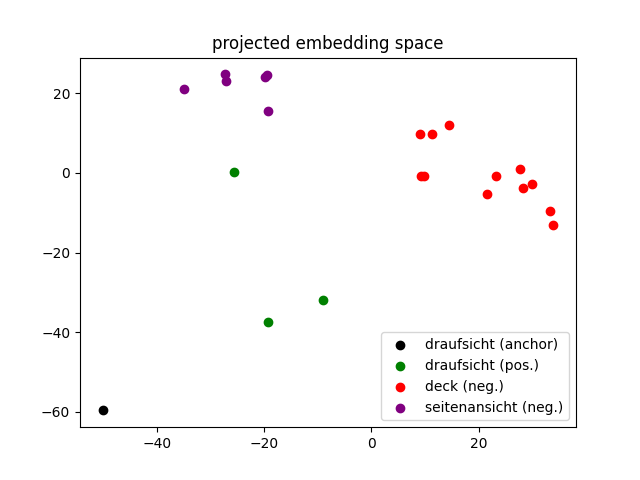 projected embedding space
20
0
−20
−40
−60
−40
−20
0
20
draufsicht (anchor)
draufsicht (pos.)
deck (neg.)
seitenansicht (neg.)